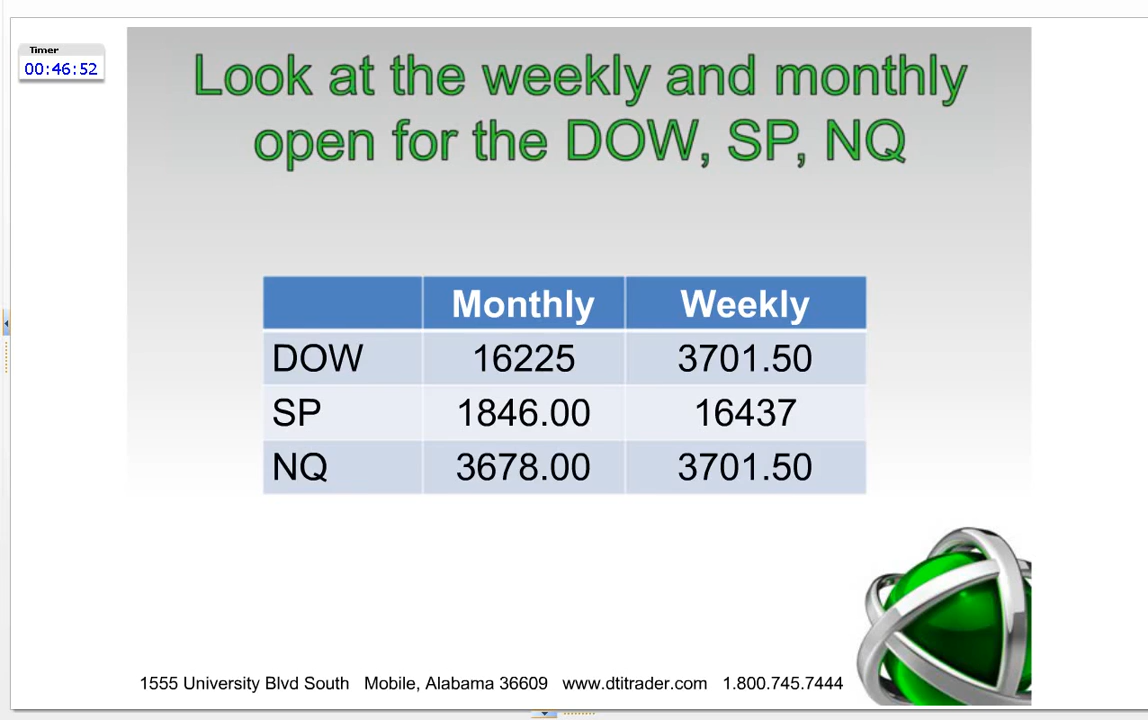 Timer
00:46:52
Look at the weekly and monthly
open for the DOW, SP, NQ
Monthly Weekly
DOW 16225 3701.50
SP 1846.00 16437
NQ 3678.00 3701.50
1555 University Blvd South Mobile, Alabama 36609 www.dtitrader.com 1.800.745.7444